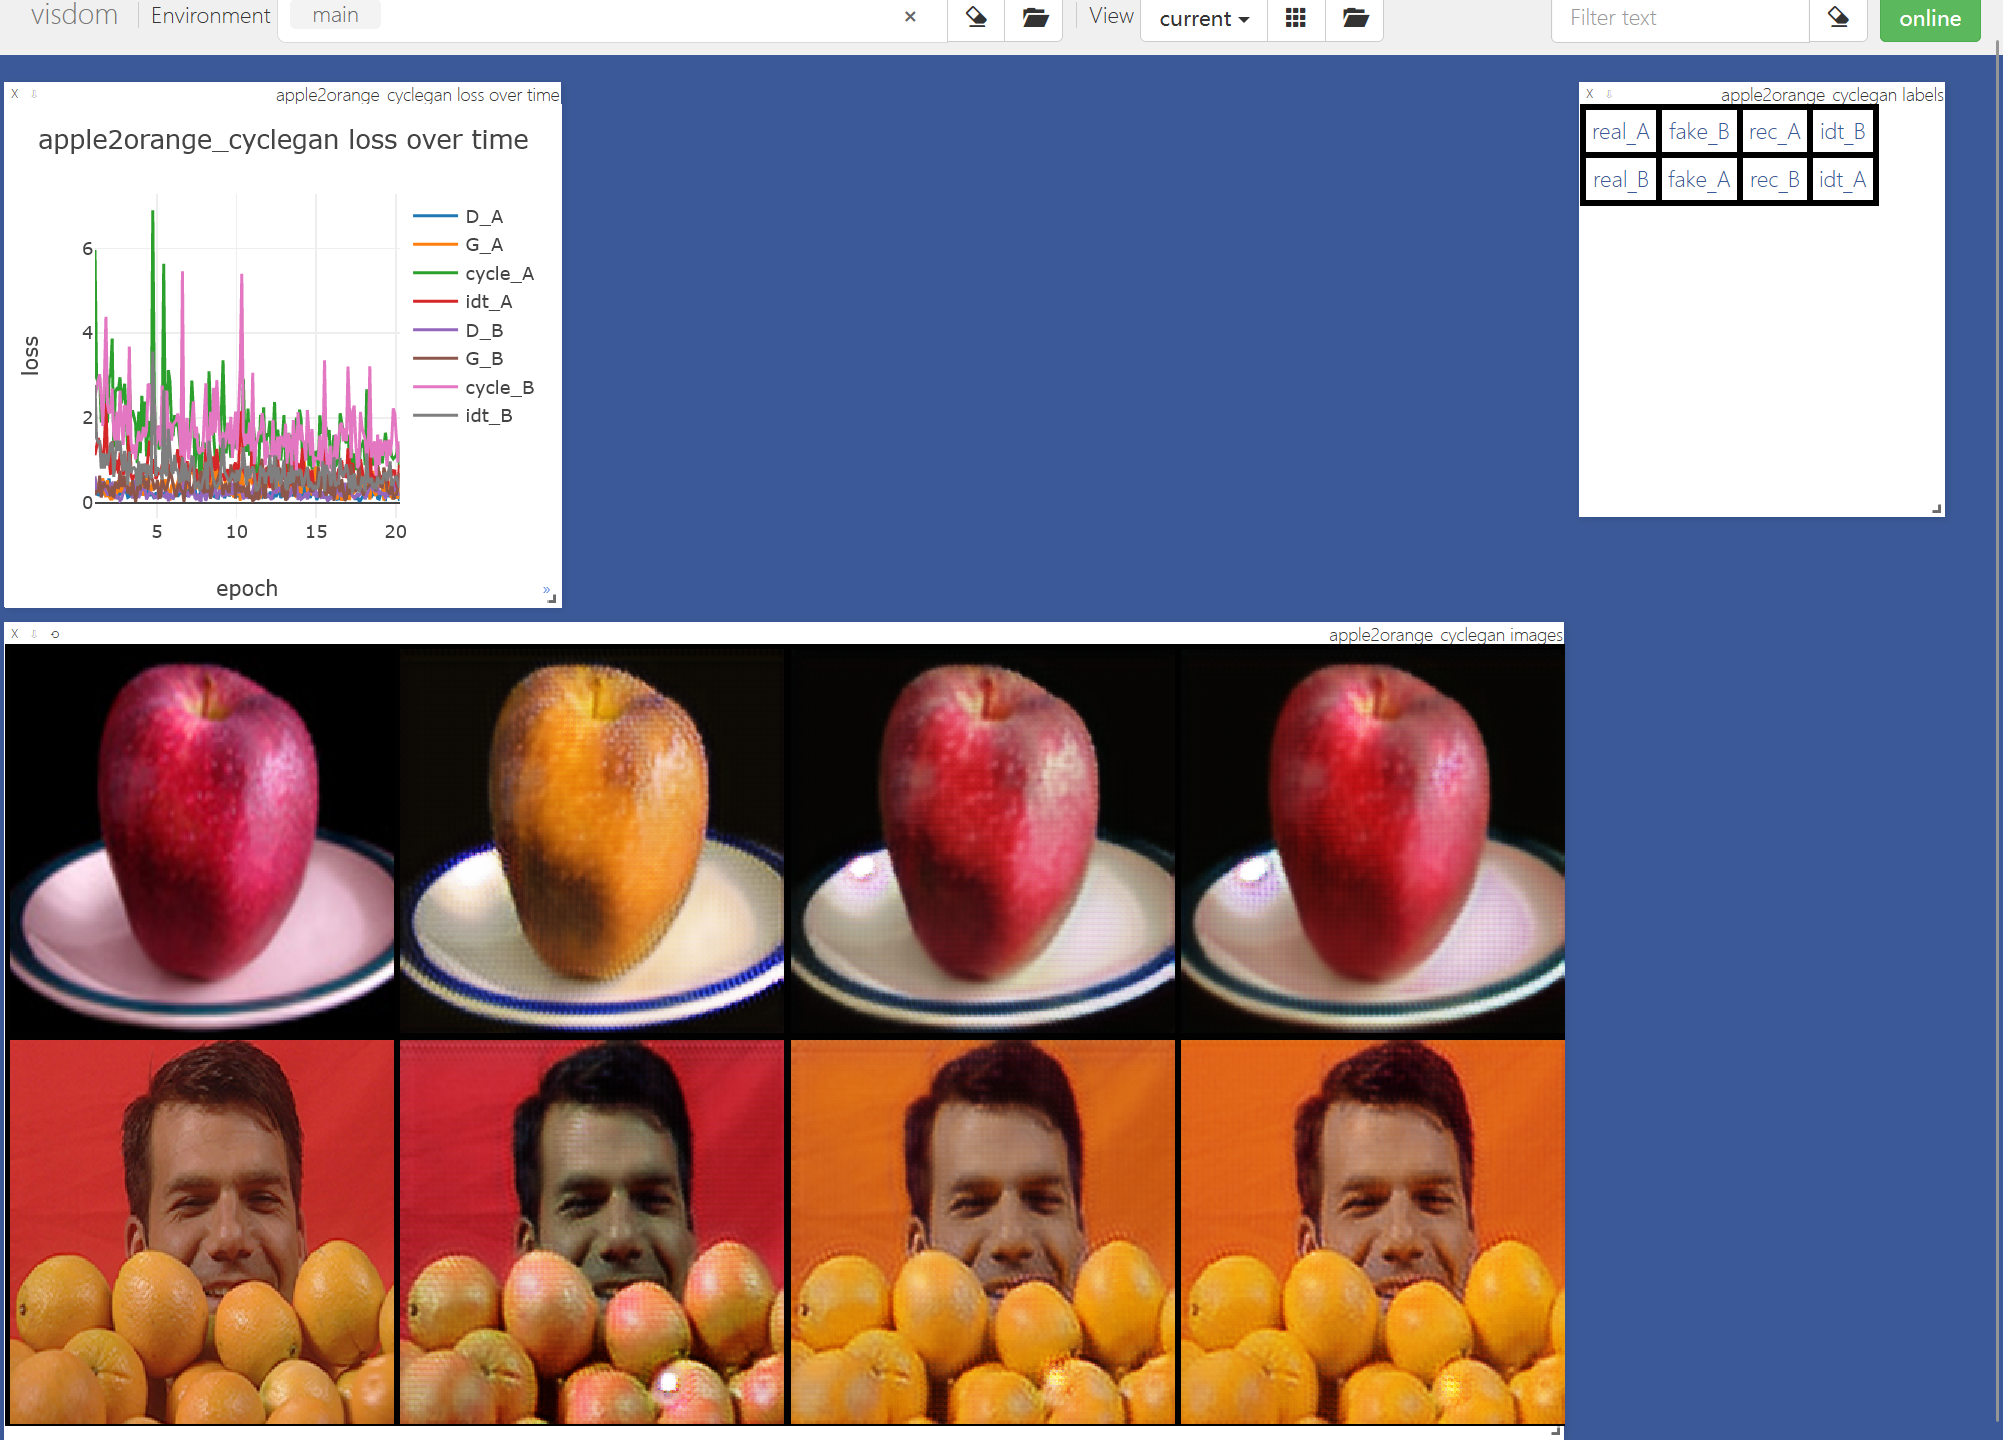 visdom Environment main × View current Filter text online
X apple2orange_cyclegan loss over time
apple2orange_cyclegan loss over time
loss
6
4
2
0
5 10 15 20
epoch
D_A
G_A
cycle_A
idt_A
D_B
G_B
cycle_B
idt_B
»
X apple2orange_cyclegan labels
real_A fake_B rec_A idt_B
real_B fake_A rec_B idt_A
X apple2orange_cyclegan images